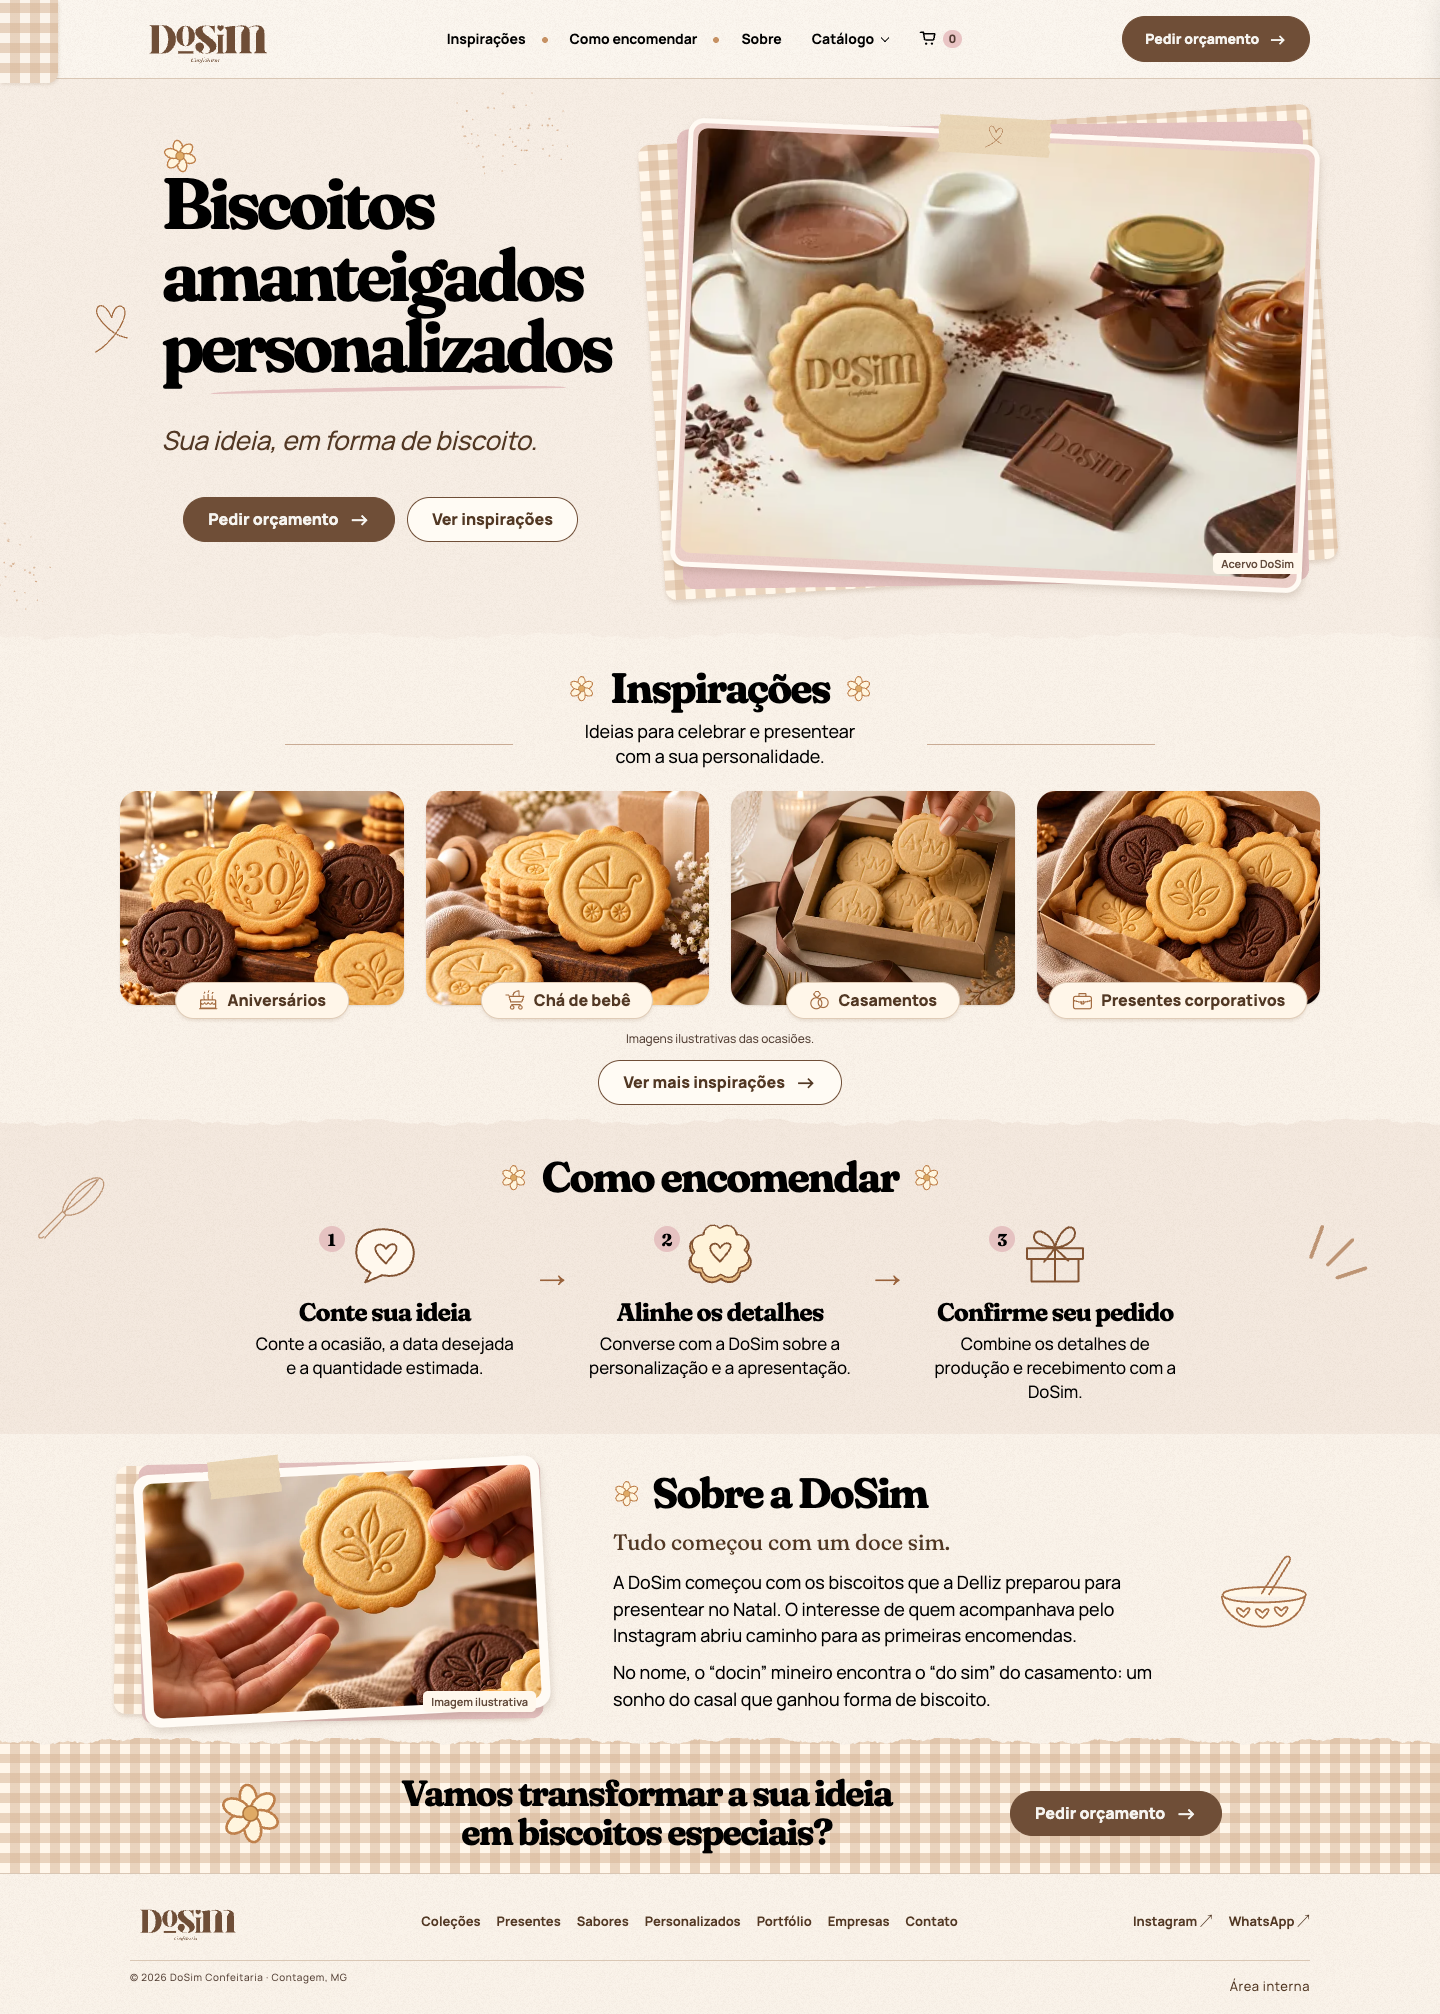 DoSim
Confeitaria
Inspirações • Como encomendar • Sobre Catálogo 0
Pedir orçamento →
Biscoitos
amanteigados
personalizados
Sua ideia, em forma de biscoito.
Pedir orçamento →
Ver inspirações
DoSim
Confeitaria
DoSim
DoSim
Acervo DoSim
Inspirações
Ideias para celebrar e presentear
com a sua personalidade.
30
40
50
Aniversários
Chá de bebê
Casamentos
Presentes corporativos
Imagens ilustrativas das ocasiões.
Ver mais inspirações →
Como encomendar
1
Conte sua ideia
Conte a ocasião, a data desejada
e a quantidade estimada.
→
2
Alinhe os detalhes
Converse com a DoSim sobre a
personalização e a apresentação.
→
3
Confirme seu pedido
Combine os detalhes de
produção e recebimento com a
DoSim.
Imagem ilustrativa
Sobre a DoSim
Tudo começou com um doce sim.
A DoSim começou com os biscoitos que a Delliz preparou para
presentear no Natal. O interesse de quem acompanhava pelo
Instagram abriu caminho para as primeiras encomendas.
No nome, o “docin” mineiro encontra o “do sim” do casamento: um
sonho do casal que ganhou forma de biscoito.
Vamos transformar a sua ideia
em biscoitos especiais?
Pedir orçamento →
DoSim
Confeitaria
Coleções Presentes Sabores Personalizados Portfólio Empresas Contato
Instagram ↗ WhatsApp ↗
© 2026 DoSim Confeitaria · Contagem, MG
Área interna